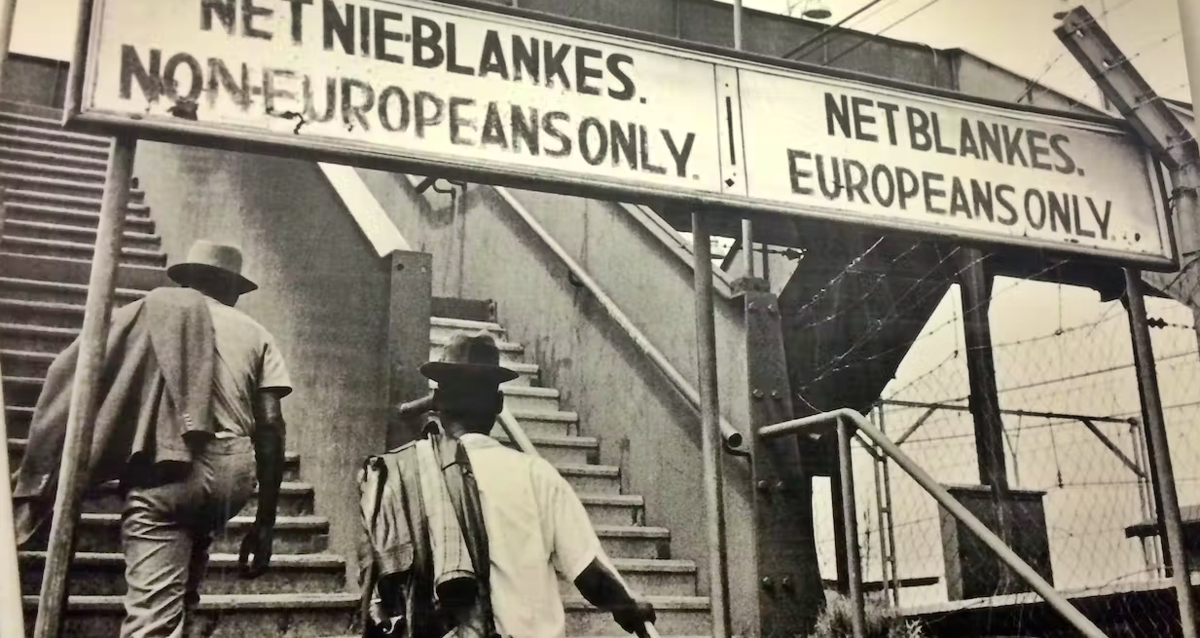 NET NIE-BLANKES.
NON-EUROPEANS ONLY.
NET BLANKES.
EUROPEANS ONLY.